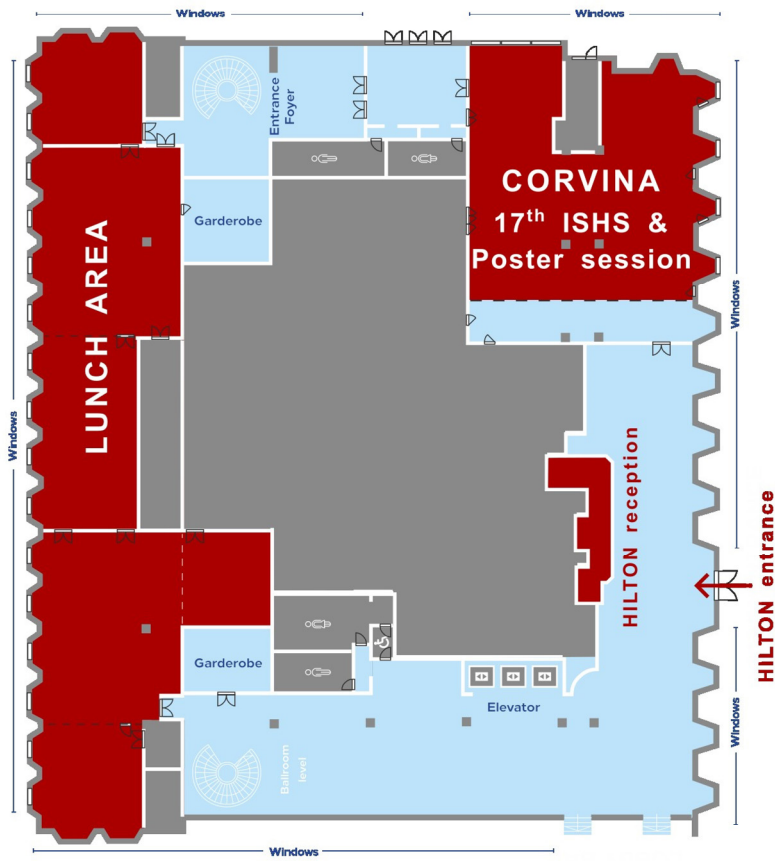 Windows
Windows
Entrance
Foyer
CORVINA
17th ISHS &
Poster session
Garderobe
LUNCH AREA
Windows
Windows
HILTON reception
HILTON entrance
Garderobe
Elevator
Ballroom
level
Windows
Windows